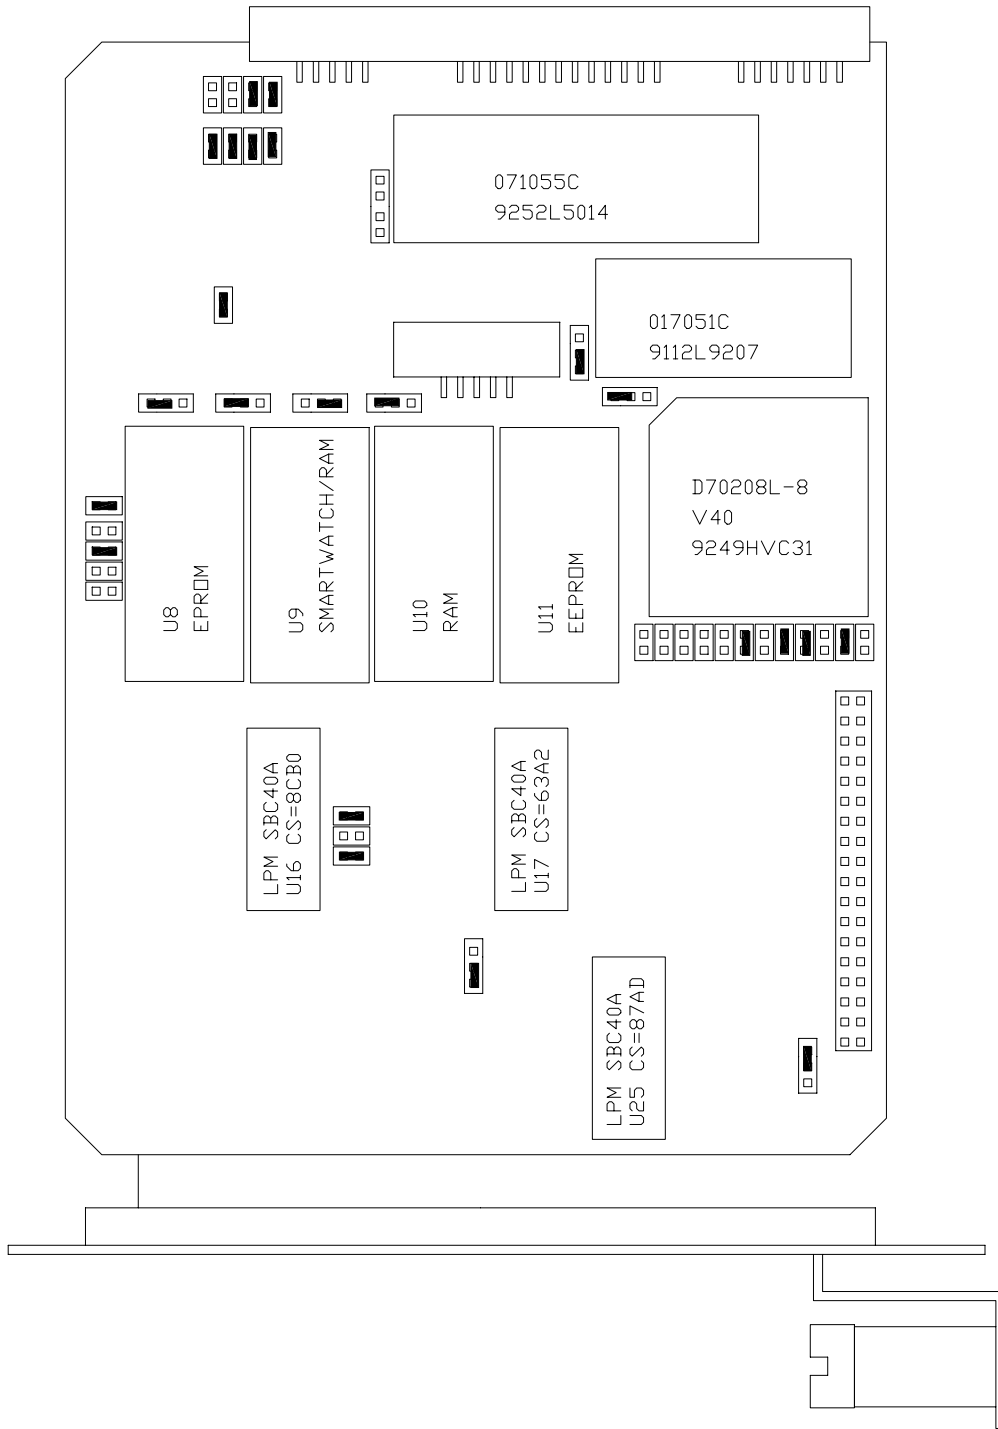 071055C
9252L5014
017051C
9112L9207
D70208L-8
V40
9249HVC31
U8
EPROM
U9
SMARTWATCH/RAM
U10
RAM
U11
EEPROM
LPM SBC40A
U16 CS=8CB0
LPM SBC40A
U17 CS=63A2
LPM SBC40A
U25 CS=87AD